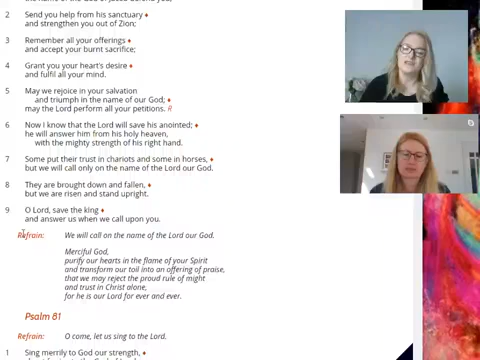 the name of the God of Jacob defend you;
2 Send you help from his sanctuary ♦
and strengthen you out of Zion;
3 Remember all your offerings ♦
and accept your burnt sacrifice;
4 Grant you your heart's desire ♦
and fulfil all your mind.
5 May we rejoice in your salvation
and triumph in the name of our God; ♦
may the Lord perform all your petitions. R
6 Now I know that the Lord will save his anointed; ♦
he will answer him from his holy heaven,
with the mighty strength of his right hand.
7 Some put their trust in chariots and some in horses, ♦
but we will call only on the name of the Lord our God.
8 They are brought down and fallen, ♦
but we are risen and stand upright.
9 O Lord, save the king ♦
and answer us when we call upon you.
Refrain: We will call on the name of the Lord our God.
Merciful God,
purify our hearts in the flame of your Spirit
and transform our toil into an offering of praise,
that we may reject the proud rule of might
and trust in Christ alone,
for he is our Lord for ever and ever.
Psalm 81
Refrain: O come, let us sing to the Lord.
1 Sing merrily to God our strength, ♦